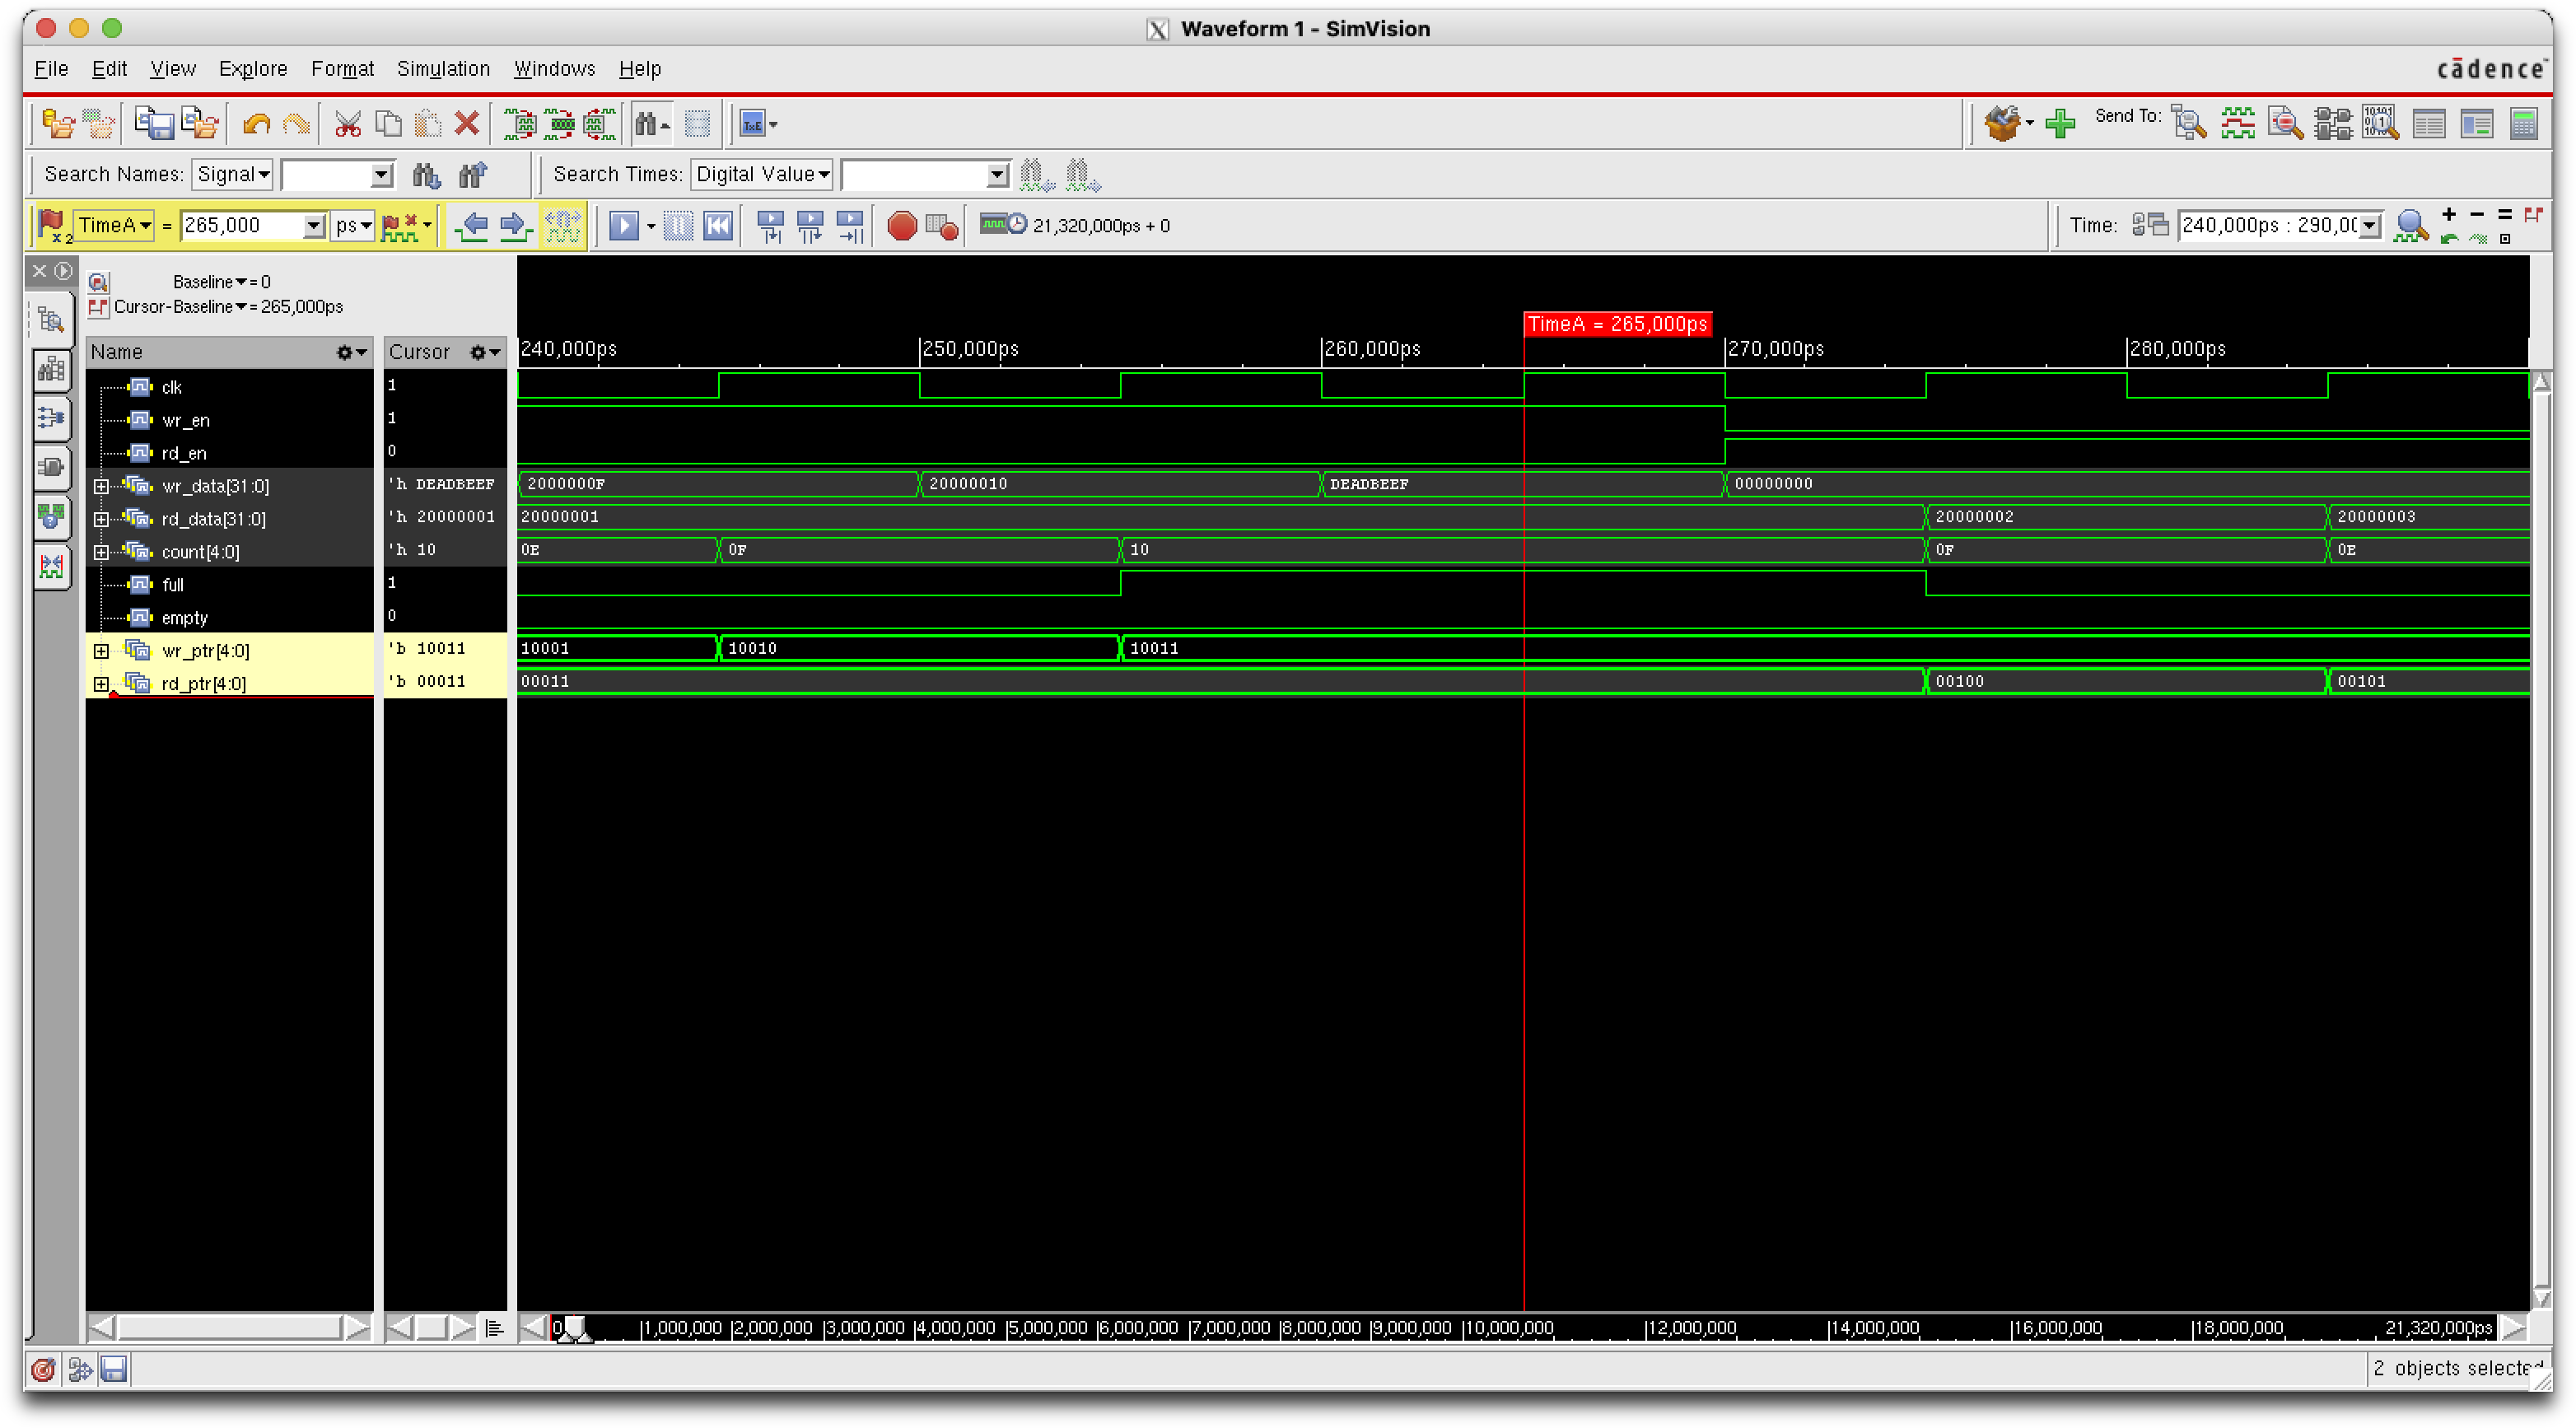 Waveform 1 - SimVision
File Edit View Explore Format Simulation Windows Help
cādence
Send To:
Search Names: Signal Search Times: Digital Value
TimeA = 265,000 ps 21,320,000ps + 0 Time: 240,000ps : 290,00
Baseline = 0
Cursor-Baseline = 265,000ps
TimeA = 265,000ps
Name Cursor 240,000ps 250,000ps 260,000ps 270,000ps 280,000ps
clk 1
wr_en 1
rd_en 0
wr_data[31:0] 'h DEADBEEF 2000000F 20000010 DEADBEEF 00000000
rd_data[31:0] 'h 20000001 20000001 20000002 20000003
count[4:0] 'h 10 0E 0F 10 0F 0E
full 1
empty 0
wr_ptr[4:0] 'b 10011 10001 10010 10011
rd_ptr[4:0] 'b 00011 00011 00100 00101
0 1,000,000 2,000,000 3,000,000 4,000,000 5,000,000 6,000,000 7,000,000 8,000,000 9,000,000 10,000,000 12,000,000 14,000,000 16,000,000 18,000,000 21,320,000ps
2 objects selected